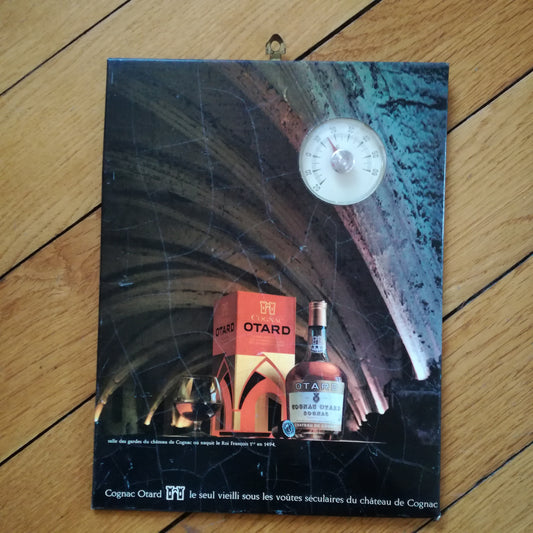 COGNAC
OTARD
OTARD
OTARD
COGNAC OTARD
COGNAC
salle des gardes du château de Cognac où naquit le Roi François 1er en 1494.
Cognac Otard le seul vieilli sous les voûtes séculaires du château de Cognac